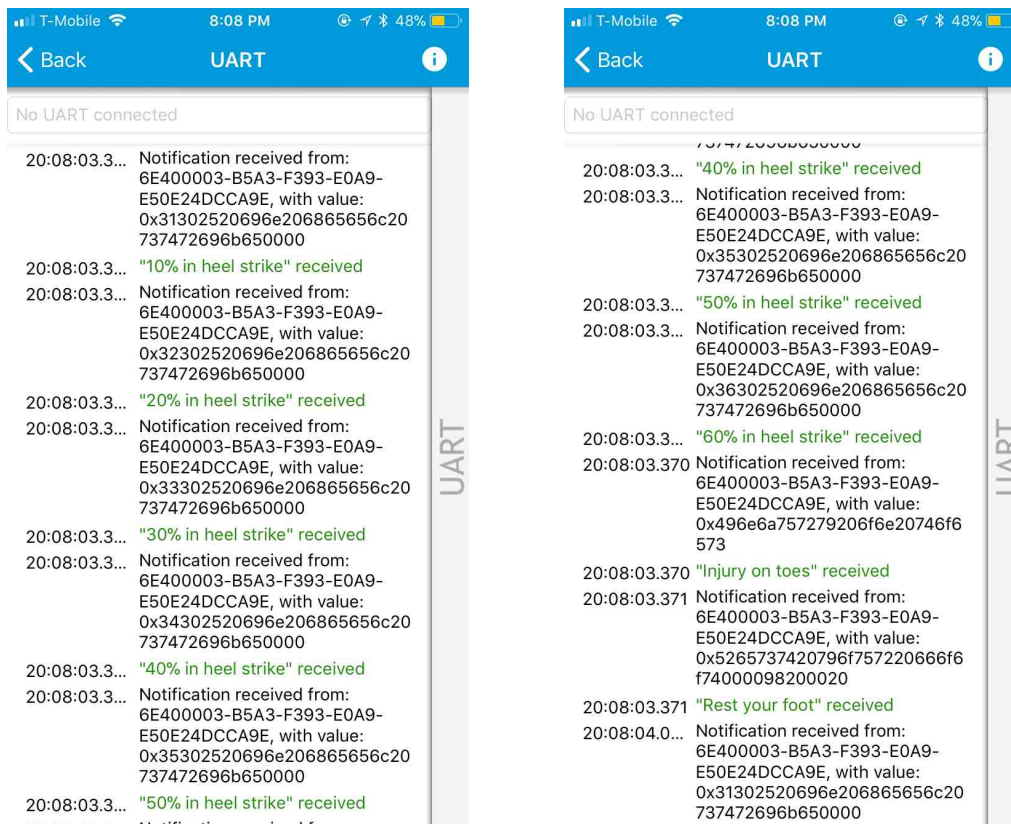 T-Mobile 8:08 PM 48%
Back UART i
No UART connected
20:08:03.3... Notification received from:
6E400003-B5A3-F393-E0A9-
E50E24DCCA9E, with value:
0x31302520696e206865656c20
737472696b650000
20:08:03.3... "10% in heel strike" received
20:08:03.3... Notification received from:
6E400003-B5A3-F393-E0A9-
E50E24DCCA9E, with value:
0x32302520696e206865656c20
737472696b650000
20:08:03.3... "20% in heel strike" received
20:08:03.3... Notification received from:
6E400003-B5A3-F393-E0A9-
E50E24DCCA9E, with value:
0x33302520696e206865656c20
737472696b650000
20:08:03.3... "30% in heel strike" received
20:08:03.3... Notification received from:
6E400003-B5A3-F393-E0A9-
E50E24DCCA9E, with value:
0x34302520696e206865656c20
737472696b650000
20:08:03.3... "40% in heel strike" received
20:08:03.3... Notification received from:
6E400003-B5A3-F393-E0A9-
E50E24DCCA9E, with value:
0x35302520696e206865656c20
737472696b650000
20:08:03.3... "50% in heel strike" received
UART
T-Mobile 8:08 PM 48%
Back UART i
No UART connected
20:08:03.3... "40% in heel strike" received
20:08:03.3... Notification received from:
6E400003-B5A3-F393-E0A9-
E50E24DCCA9E, with value:
0x35302520696e206865656c20
737472696b650000
20:08:03.3... "50% in heel strike" received
20:08:03.3... Notification received from:
6E400003-B5A3-F393-E0A9-
E50E24DCCA9E, with value:
0x36302520696e206865656c20
737472696b650000
20:08:03.3... "60% in heel strike" received
20:08:03.370 Notification received from:
6E400003-B5A3-F393-E0A9-
E50E24DCCA9E, with value:
0x496e6a757279206f6e20746f6
573
20:08:03.370 "Injury on toes" received
20:08:03.371 Notification received from:
6E400003-B5A3-F393-E0A9-
E50E24DCCA9E, with value:
0x5265737420796f757220666f6
f74000098200020
20:08:03.371 "Rest your foot" received
20:08:04.0... Notification received from:
6E400003-B5A3-F393-E0A9-
E50E24DCCA9E, with value:
0x31302520696e206865656c20
737472696b650000
UART